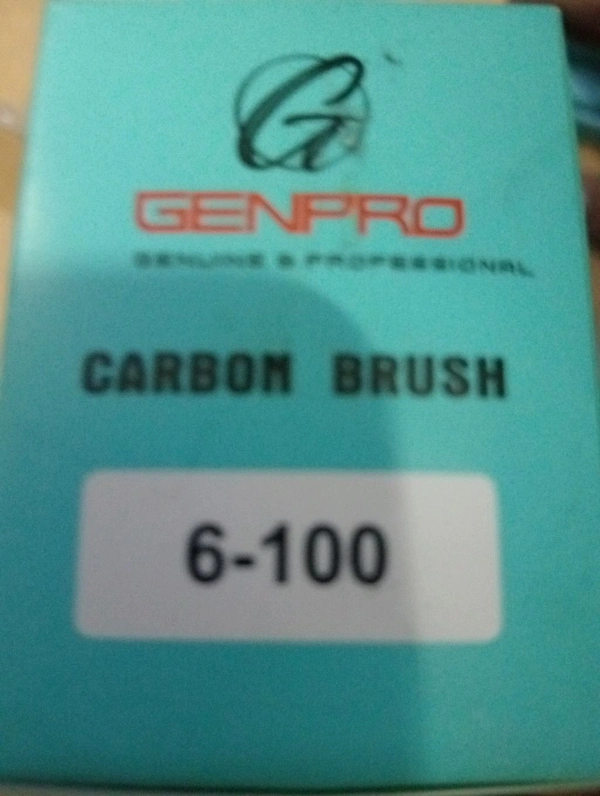 G
GENPRO
GENUINE & PROFESSIONAL
CARBON BRUSH
6-100